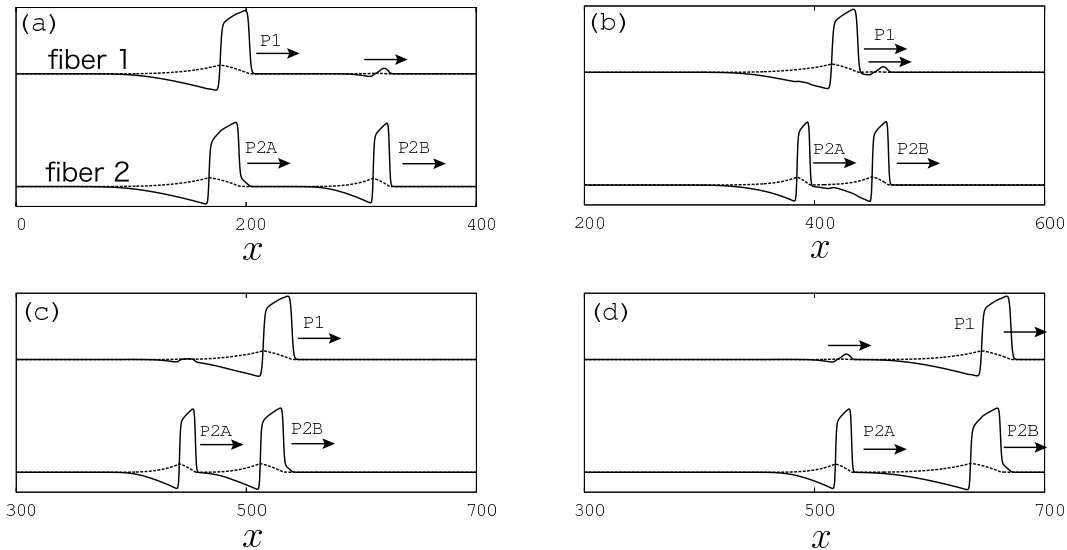 (a)
P1
fiber 1
P2A
P2B
fiber 2
0
200
400
x
(b)
P1
P2A
P2B
200
400
600
x
(c)
P1
P2A
P2B
300
500
700
x
(d)
P1
P2A
P2B
300
500
700
x